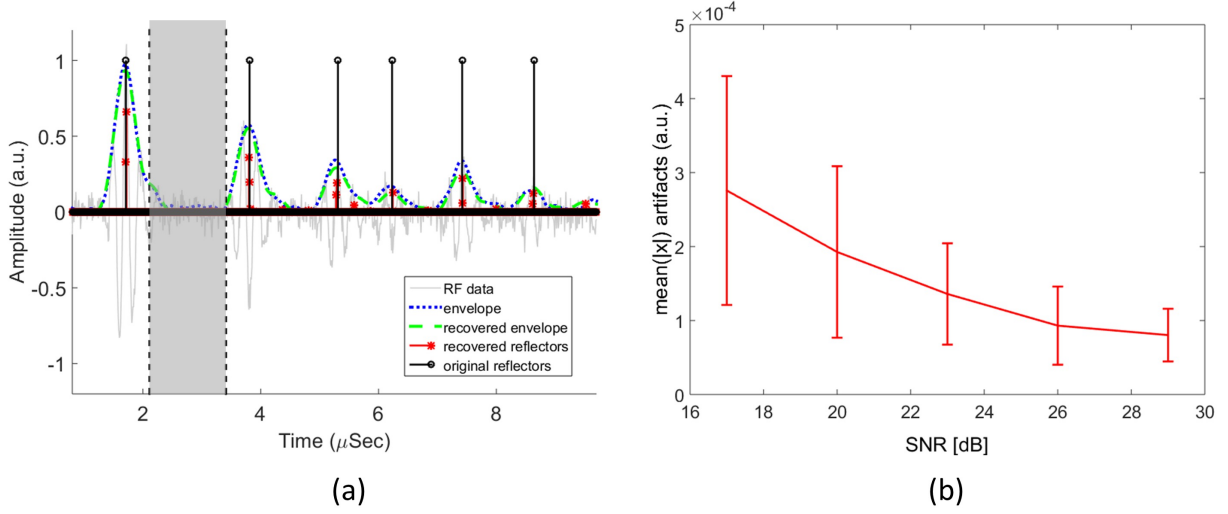 1
0.5
0
-0.5
-1
Amplitude (a.u.)
2
4
6
8
Time (μSec)
RF data
envelope
recovered envelope
recovered reflectors
original reflectors
(a)
×10⁻⁴
5
4
3
2
1
0
mean(|x|) artifacts (a.u.)
16
18
20
22
24
26
28
30
SNR [dB]
(b)